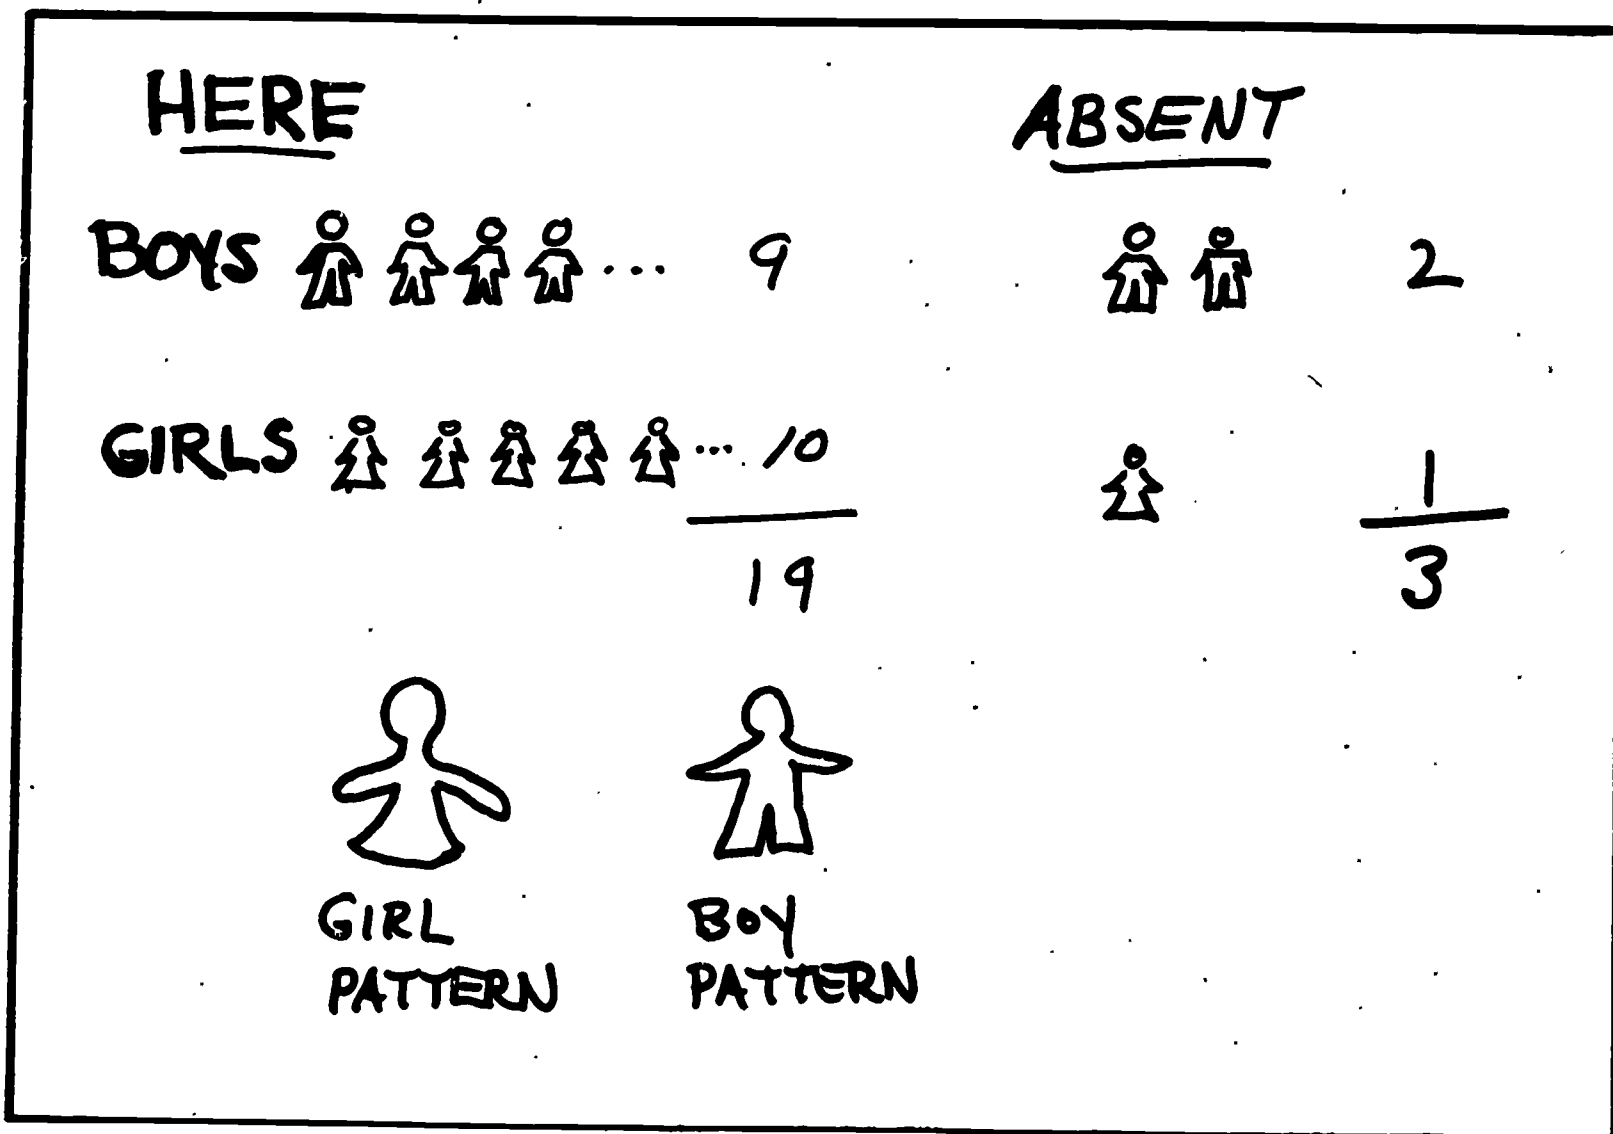 HERE ABSENT
BOYS ... 9 2
GIRLS ... 10 1
19 3
GIRL BOY
PATTERN PATTERN